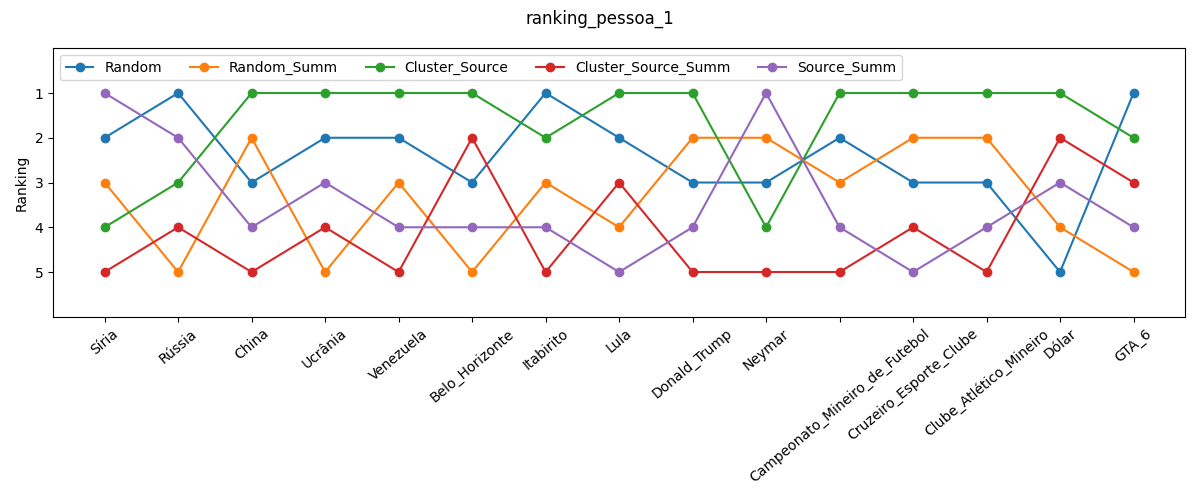 ranking_pessoa_1
Random Random_Summ Cluster_Source Cluster_Source_Summ Source_Summ
Ranking
1
2
3
4
5
Síria Rússia China Ucrânia Venezuela Belo_Horizonte Itabirito Lula Donald_Trump Neymar Campeonato_Mineiro_de_Futebol Cruzeiro_Esporte_Clube Clube_Atlético_Mineiro Dólar GTA_6